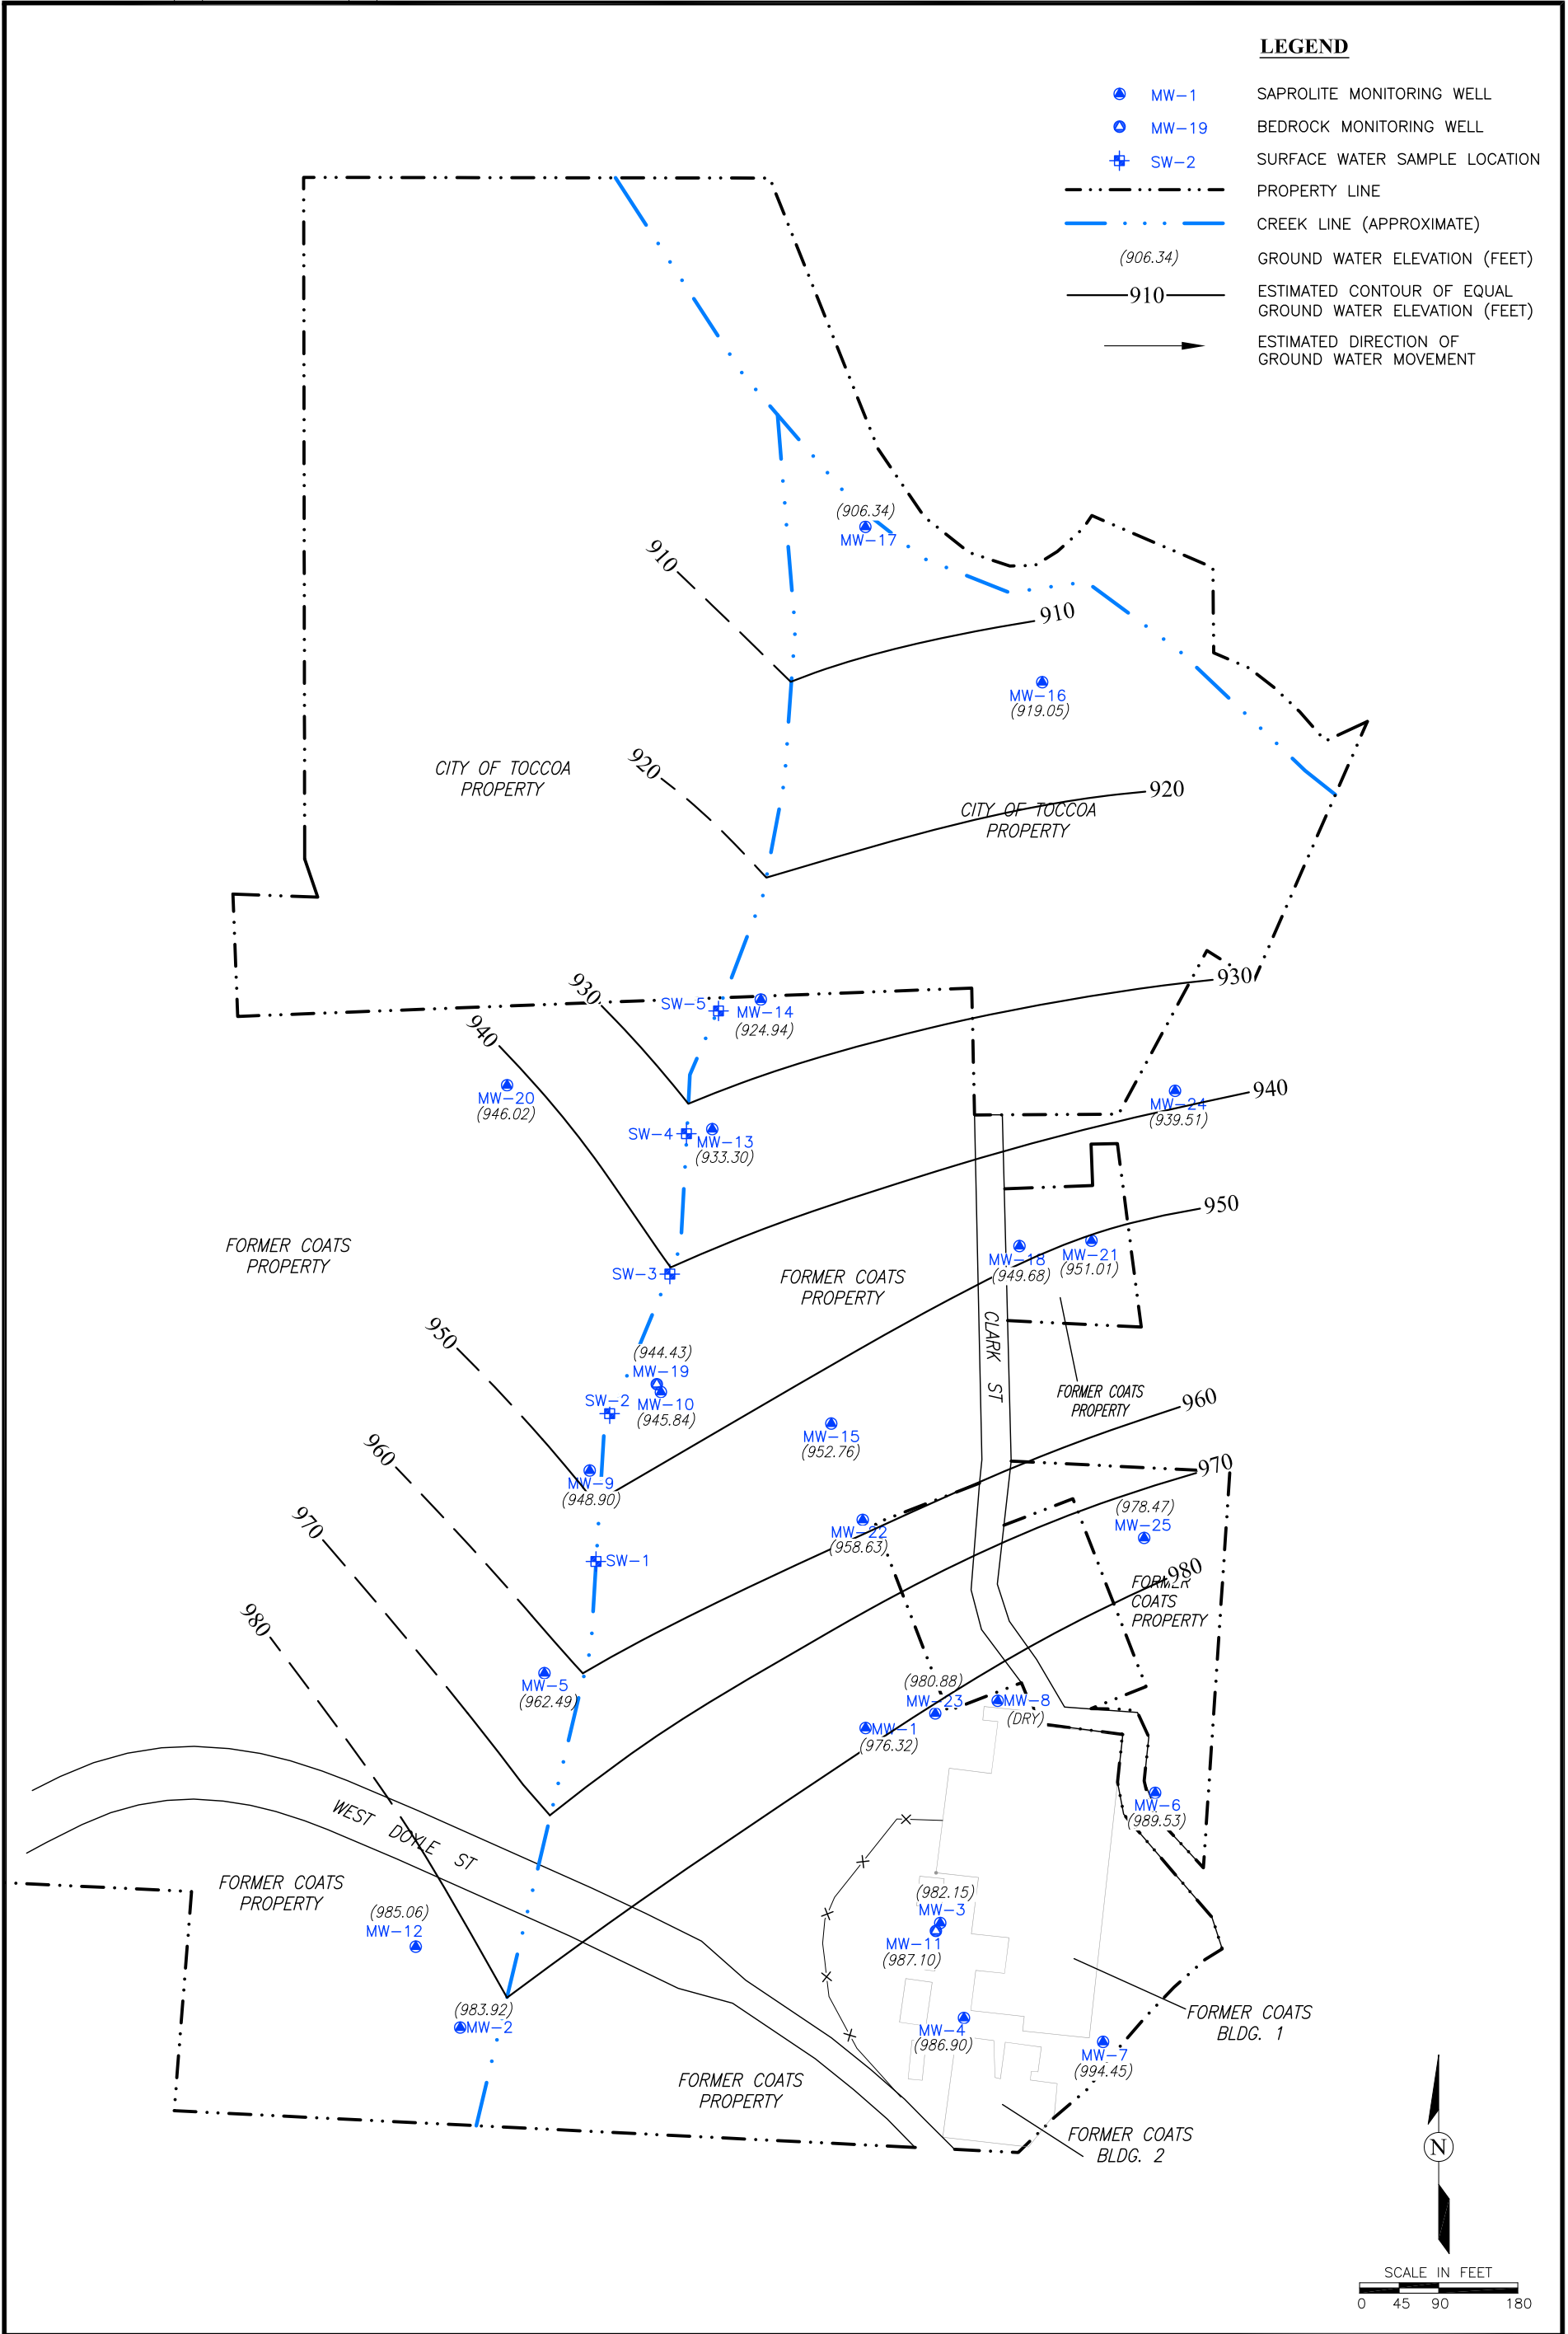 LEGEND
MW-1 SAPROLITE MONITORING WELL
MW-19 BEDROCK MONITORING WELL
SW-2 SURFACE WATER SAMPLE LOCATION
PROPERTY LINE
CREEK LINE (APPROXIMATE)
(906.34) GROUND WATER ELEVATION (FEET)
910 ESTIMATED CONTOUR OF EQUAL
GROUND WATER ELEVATION (FEET)
ESTIMATED DIRECTION OF
GROUND WATER MOVEMENT
(906.34)
MW-17
910
910
MW-16
(919.05)
920
CITY OF TOCCOA
PROPERTY
920
CITY OF TOCCOA
PROPERTY
930
930
SW-5
MW-14
(924.94)
940
940
MW-20
(946.02)
MW-24
(939.51)
SW-4
MW-13
(933.30)
950
FORMER COATS
PROPERTY
MW-18
(949.68)
MW-21
(951.01)
SW-3
FORMER COATS
PROPERTY
CLARK ST
950
(944.43)
MW-19
MW-10
(945.84)
SW-2
FORMER COATS
PROPERTY
960
MW-15
(952.76)
960
MW-9
(948.90)
970
970
(978.47)
MW-25
MW-22
(958.63)
SW-1
980
FORMER
COATS
PROPERTY
980
MW-5
(962.49)
(980.88)
MW-23
MW-8
(DRY)
MW-1
(976.32)
MW-6
(989.53)
WEST DOYLE ST
FORMER COATS
PROPERTY
(985.06)
MW-12
(982.15)
MW-3
MW-11
(987.10)
(983.92)
MW-2
MW-4
(986.90)
FORMER COATS
BLDG. 1
MW-7
(994.45)
FORMER COATS
PROPERTY
FORMER COATS
BLDG. 2
N
SCALE IN FEET
0 45 90 180